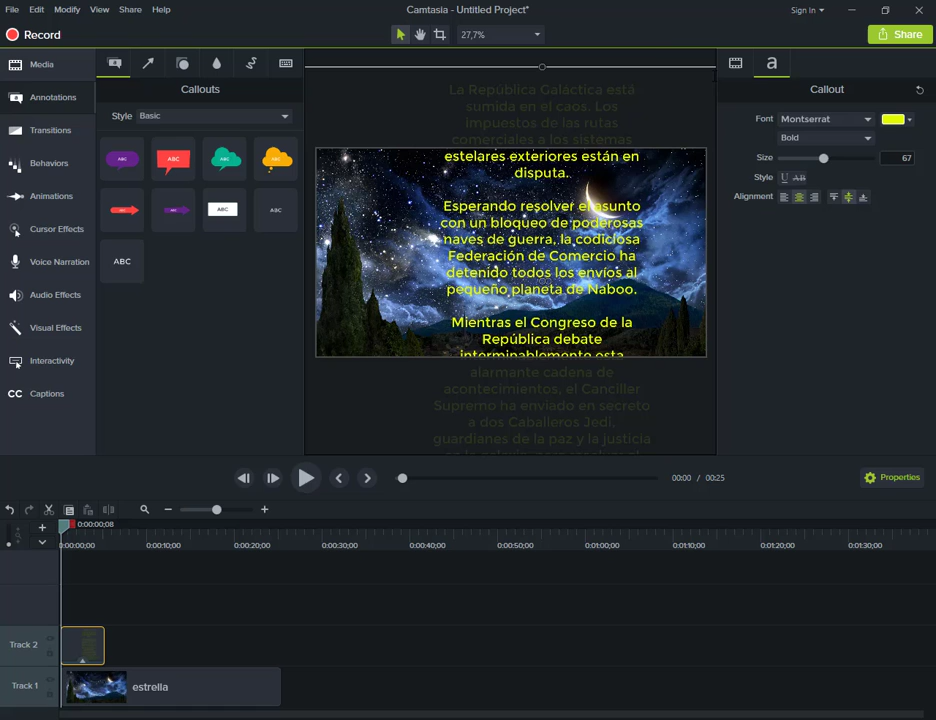 File Edit Modify View Share Help
Camtasia - Untitled Project*
Sign In
Record
27,7%
Share
Media
Annotations
Transitions
Behaviors
Animations
Cursor Effects
Voice Narration
Audio Effects
Visual Effects
Interactivity
CC Captions
Callouts
Style Basic
ABC ABC ABC ABC
ABC ABC ABC
ABC
La República Galáctica está
sumida en el caos. Los
impuestos de las rutas
comerciales a los sistemas
estelares exteriores están en
disputa.
Esperando resolver el asunto
con un bloqueo de poderosas
naves de guerra, la codiciosa
Federación de Comercio ha
detenido todos los envíos al
pequeño planeta de Naboo.
Mientras el Congreso de la
República debate
interminablemente esta
alarmante cadena de
acontecimientos, el Canciller
Supremo ha enviado en secreto
a dos Caballeros Jedi,
guardianes de la paz y la justicia
a
Callout
Font Montserrat
Bold
Size 67
Style U AB
Alignment
00:00 / 00:25
Properties
0:00:00;08
0:00:00;00 0:00:10;00 0:00:20;00 0:00:30;00 0:00:40;00 0:00:50;00 0:01:00;00 0:01:10;00 0:01:20;00 0:01:30;00
Track 2
Track 1
estrella